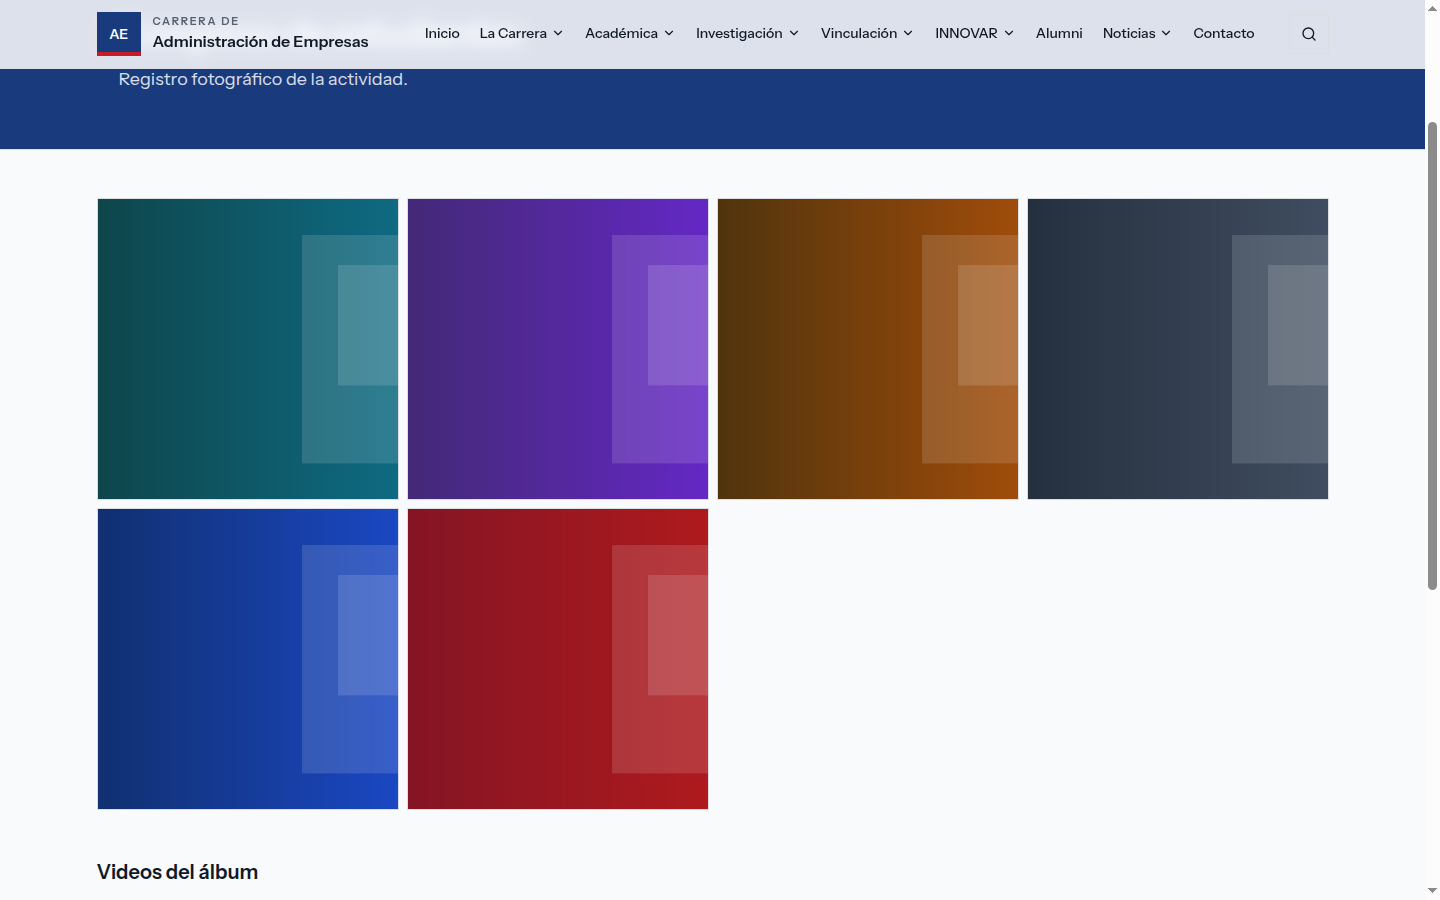 AE
CARRERA DE
Administración de Empresas
Inicio
La Carrera
Académica
Investigación
Vinculación
INNOVAR
Alumni
Noticias
Contacto
Registro fotográfico de la actividad.
Videos del álbum